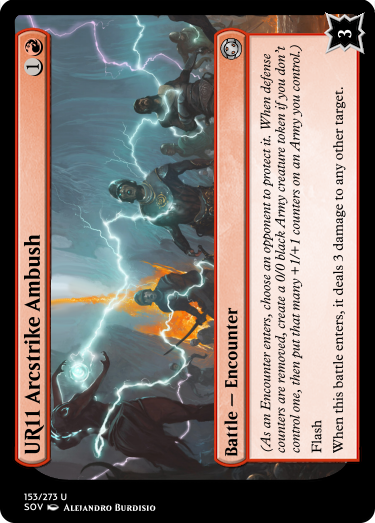 UR11 Arcstrike Ambush
1
Battle — Encounter
(As an Encounter enters, choose an opponent to protect it. When defense
counters are removed, create a 0/0 black Army creature token if you don't
control one, then put that many +1/+1 counters on an Army you control.)
Flash
When this battle enters, it deals 3 damage to any other target.
3
153/273 U
SOV Alejandro Burdisio